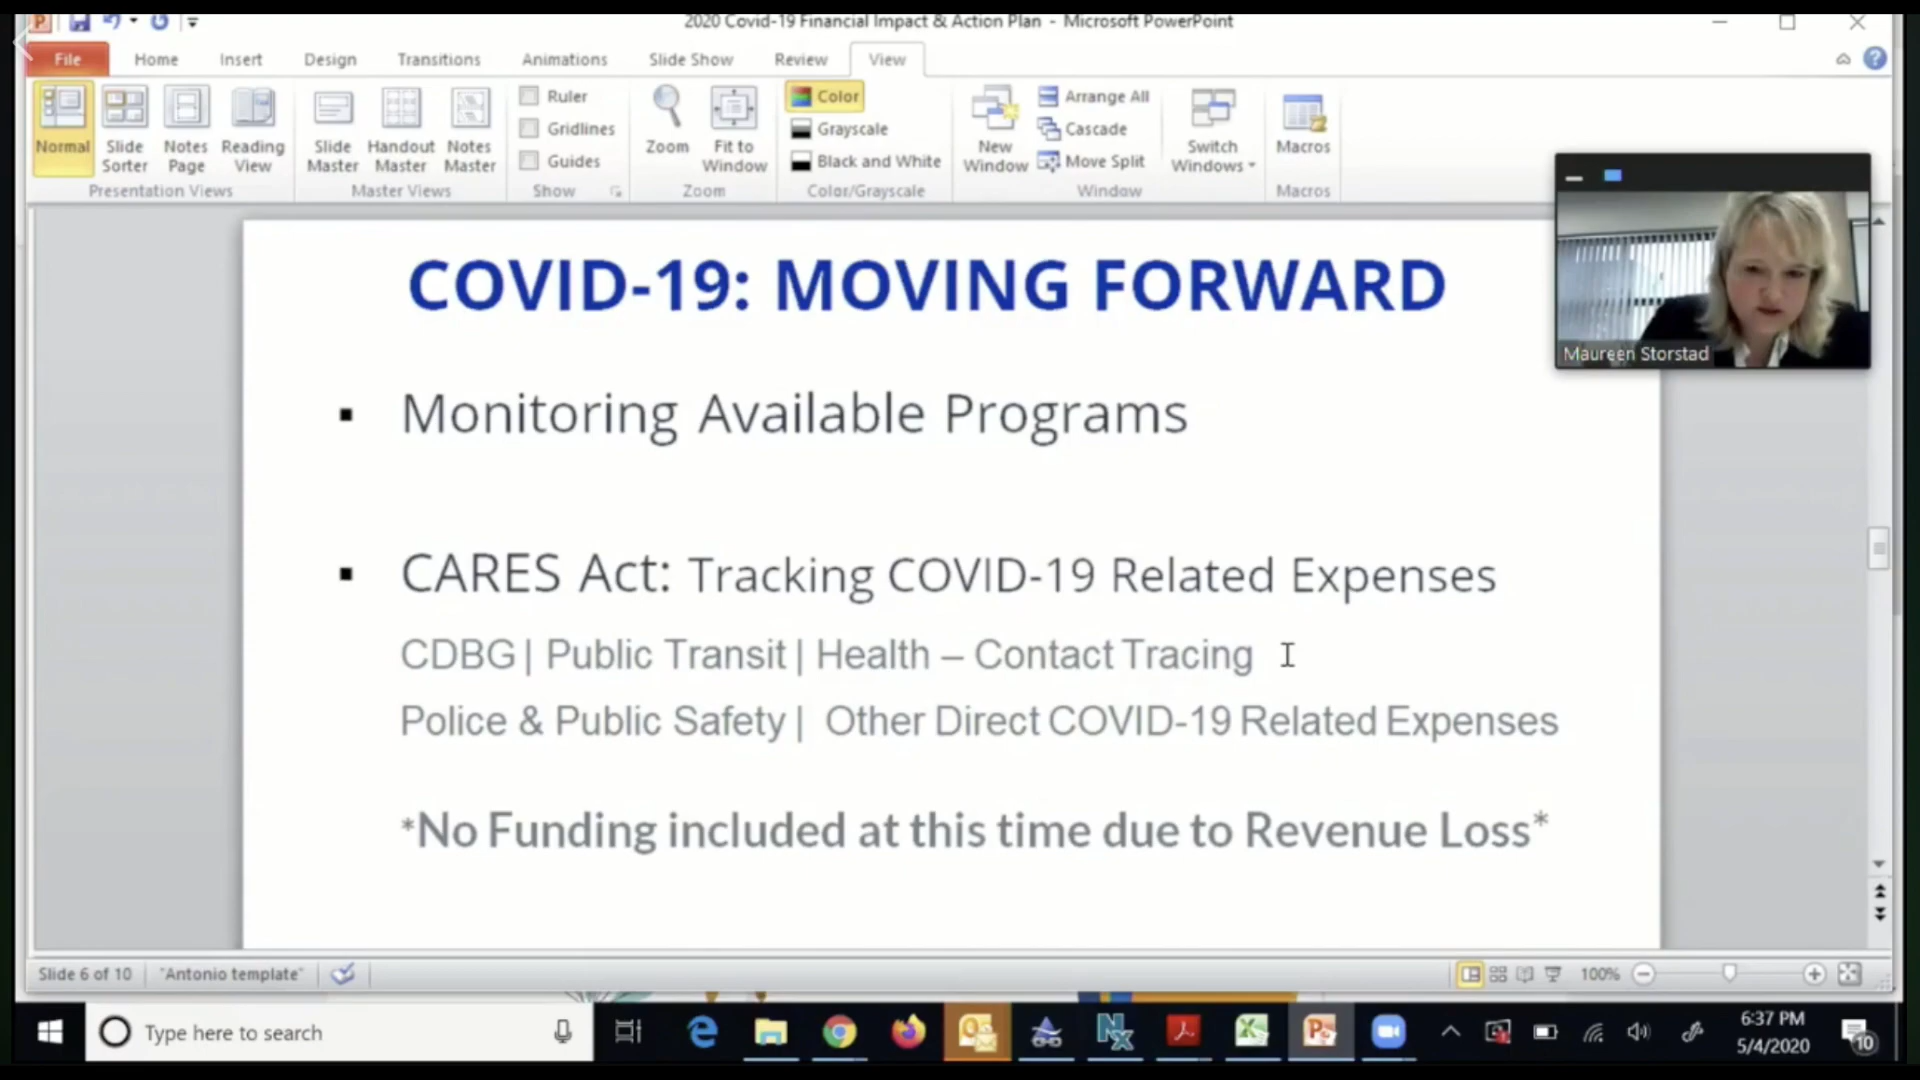 2020 Covid-19 Financial Impact & Action Plan - Microsoft PowerPoint
File Home Insert Design Transitions Animations Slide Show Review View
Normal
Slide Sorter
Notes Page
Reading View
Presentation Views
Slide Master
Handout Master
Notes Master
Master Views
Ruler
Gridlines
Guides
Show
Zoom
Fit to Window
Zoom
Color
Grayscale
Black and White
Color/Grayscale
New Window
Arrange All
Cascade
Move Split
Switch Windows
Window
Macros
Macros
Maureen Storstad
COVID-19: MOVING FORWARD
▪ Monitoring Available Programs
▪ CARES Act: Tracking COVID-19 Related Expenses
CDBG | Public Transit | Health – Contact Tracing
Police & Public Safety | Other Direct COVID-19 Related Expenses
*No Funding included at this time due to Revenue Loss*
Slide 6 of 10 "Antonio template" 100%
Type here to search
6:37 PM
5/4/2020
10